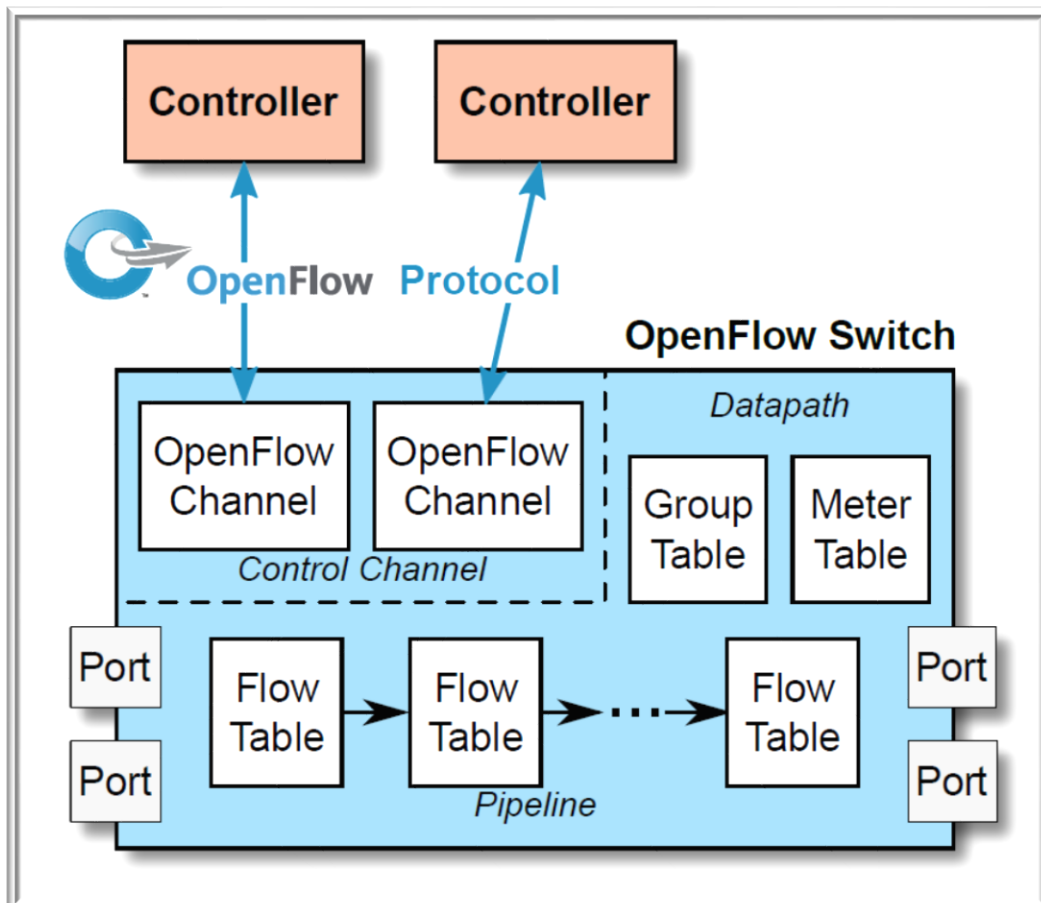 Controller
Controller
OpenFlow Protocol
™
OpenFlow Switch
Datapath
OpenFlow
Channel
OpenFlow
Channel
Control Channel
Group
Table
Meter
Table
Port
Port
Flow
Table
Flow
Table
...
Flow
Table
Port
Port
Pipeline